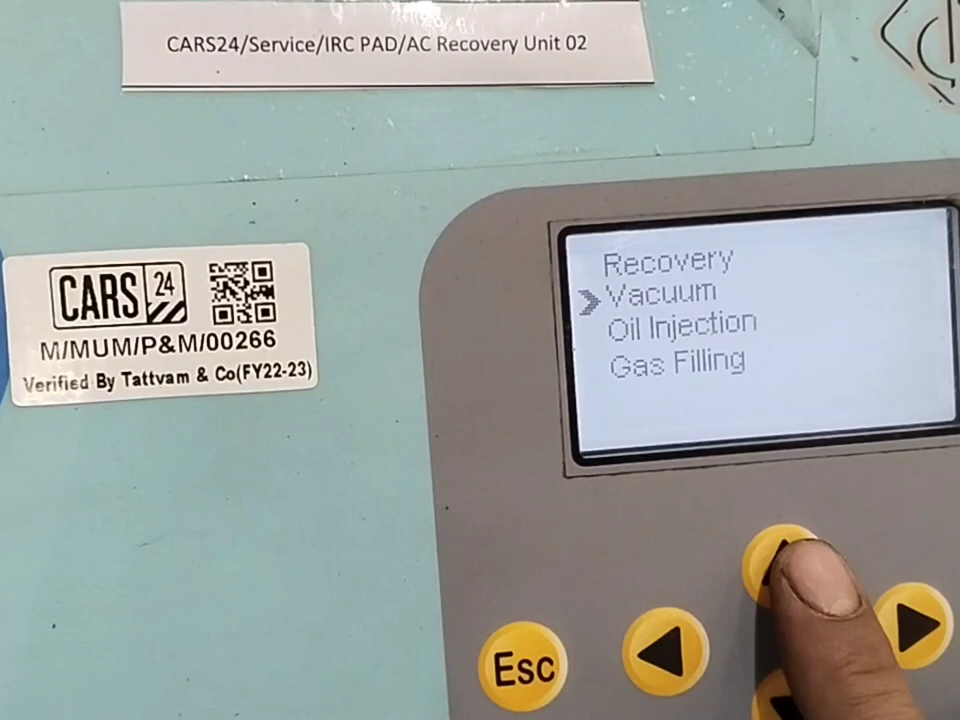 CARS24/Service/IRC PAD/AC Recovery Unit 02
CARS 24
M/MUM/P&M/00266
Verified By Tattvam & Co(FY22-23)
Recovery
Vacuum
Oil Injection
Gas Filling
Esc